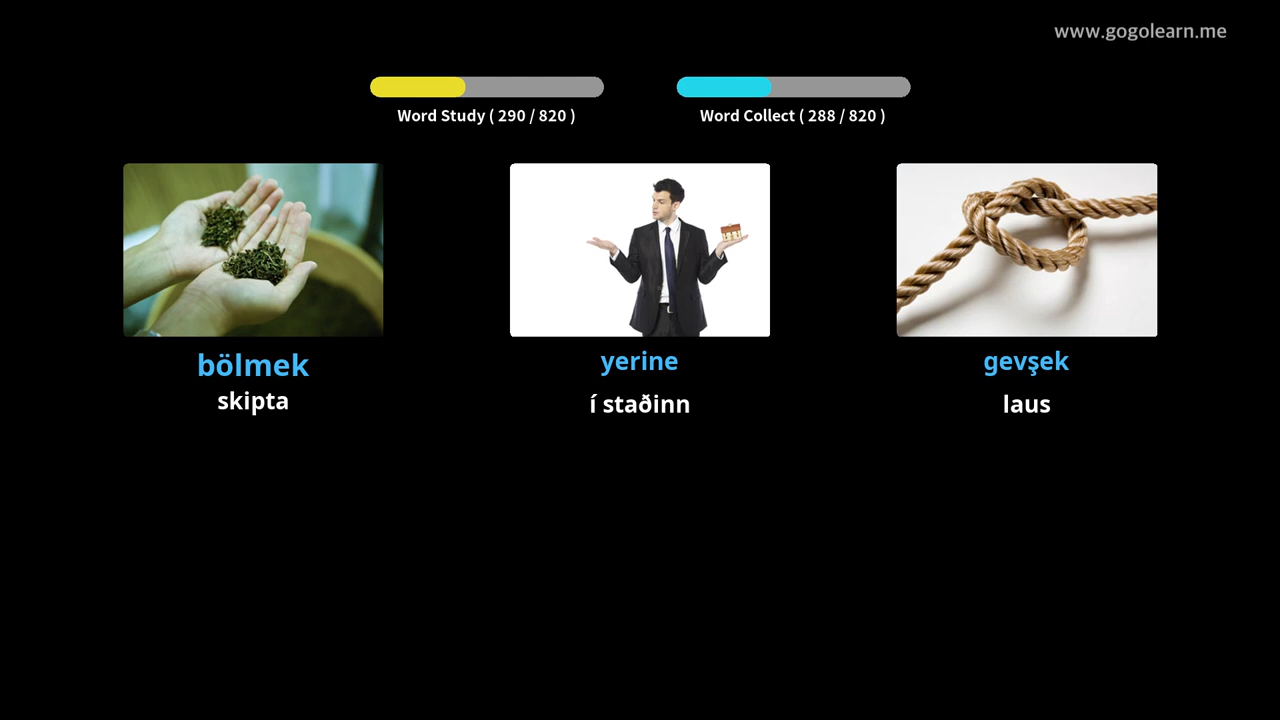 www.gogolearn.me
Word Study ( 290 / 820 )
Word Collect ( 288 / 820 )
bölmek
skipta
yerine
í staðinn
gevşek
laus